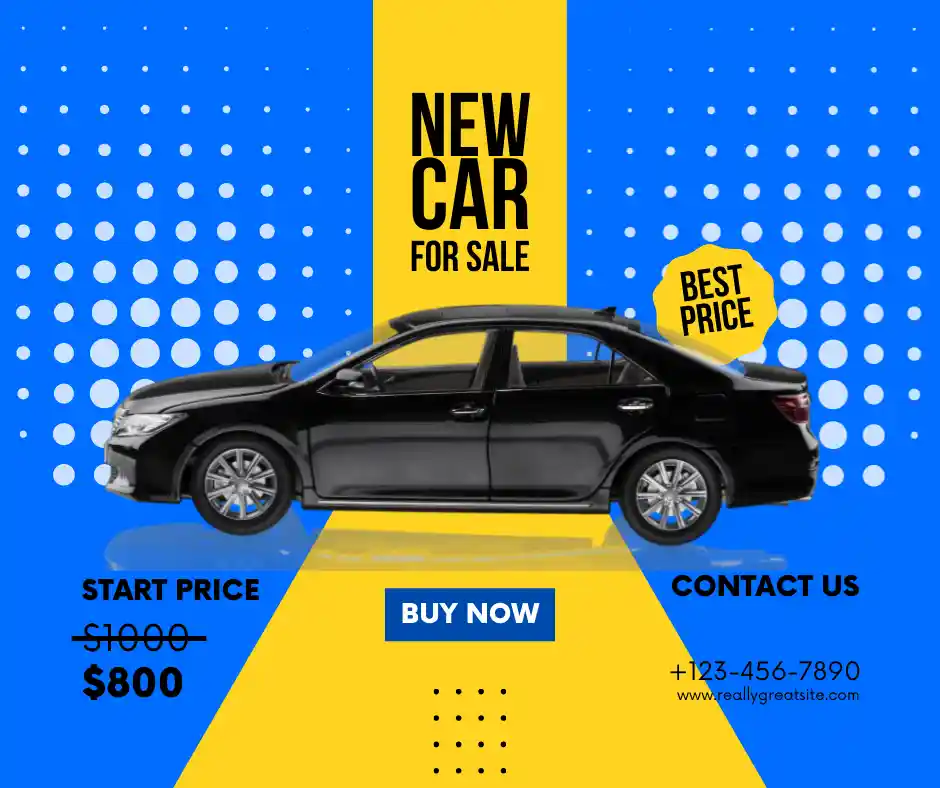 NEW
CAR
FOR SALE
BEST
PRICE
START PRICE
$1000
$800
BUY NOW
CONTACT US
+123-456-7890
www.reallygreatsite.com